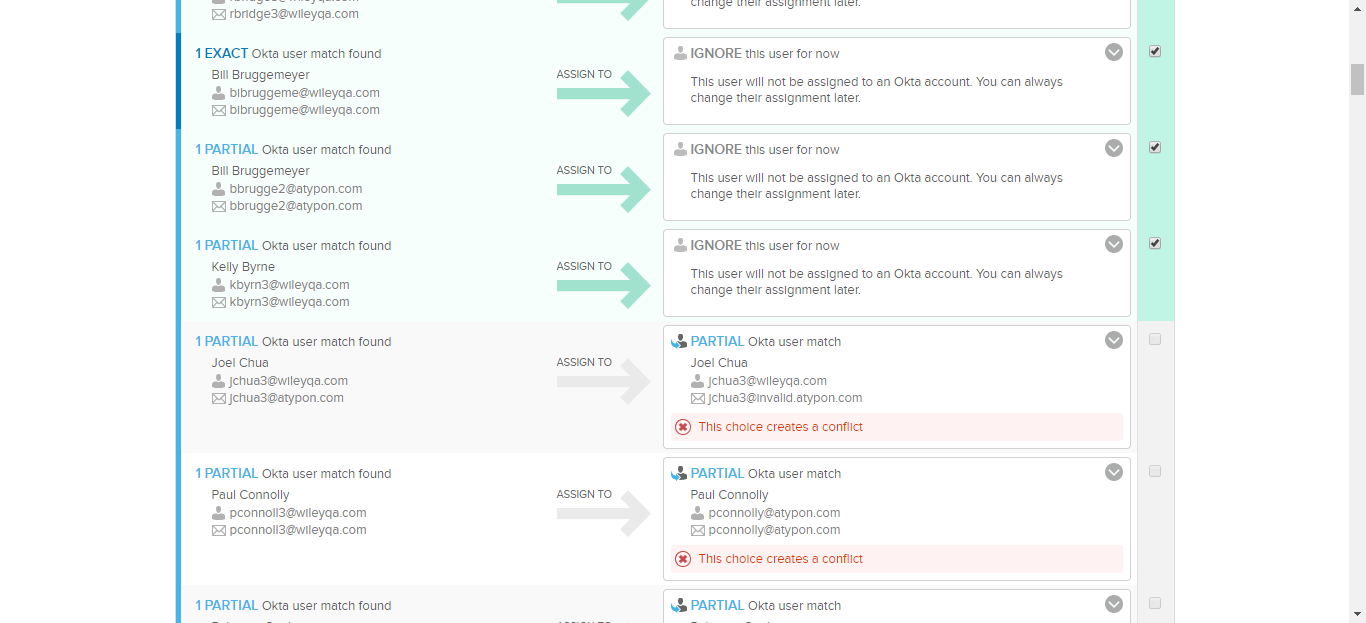 rbridge3@wileyqa.com
change their assignment later.
1 EXACT Okta user match found
Bill Bruggemeyer
bibruggeme@wileyqa.com
bibruggeme@wileyqa.com
ASSIGN TO
IGNORE this user for now
This user will not be assigned to an Okta account. You can always
change their assignment later.
1 PARTIAL Okta user match found
Bill Bruggemeyer
bbrugge2@atypon.com
bbrugge2@atypon.com
ASSIGN TO
IGNORE this user for now
This user will not be assigned to an Okta account. You can always
change their assignment later.
1 PARTIAL Okta user match found
Kelly Byrne
kbyrn3@wileyqa.com
kbyrn3@wileyqa.com
ASSIGN TO
IGNORE this user for now
This user will not be assigned to an Okta account. You can always
change their assignment later.
1 PARTIAL Okta user match found
Joel Chua
jchua3@wileyqa.com
jchua3@atypon.com
ASSIGN TO
PARTIAL Okta user match
Joel Chua
jchua3@wileyqa.com
jchua3@invalid.atypon.com
This choice creates a conflict
1 PARTIAL Okta user match found
Paul Connolly
pconnoll3@wileyqa.com
pconnoll3@wileyqa.com
ASSIGN TO
PARTIAL Okta user match
Paul Connolly
pconnolly@atypon.com
pconnolly@atypon.com
This choice creates a conflict
1 PARTIAL Okta user match found
PARTIAL Okta user match